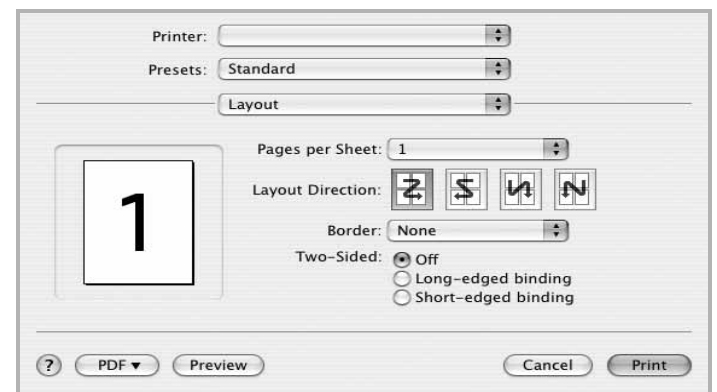 Printer:
Presets: Standard
Layout
Pages per Sheet: 1
Layout Direction:
Border: None
1
Two-Sided: Off
Long-edged binding
Short-edged binding
? PDF▼ Preview Cancel Print